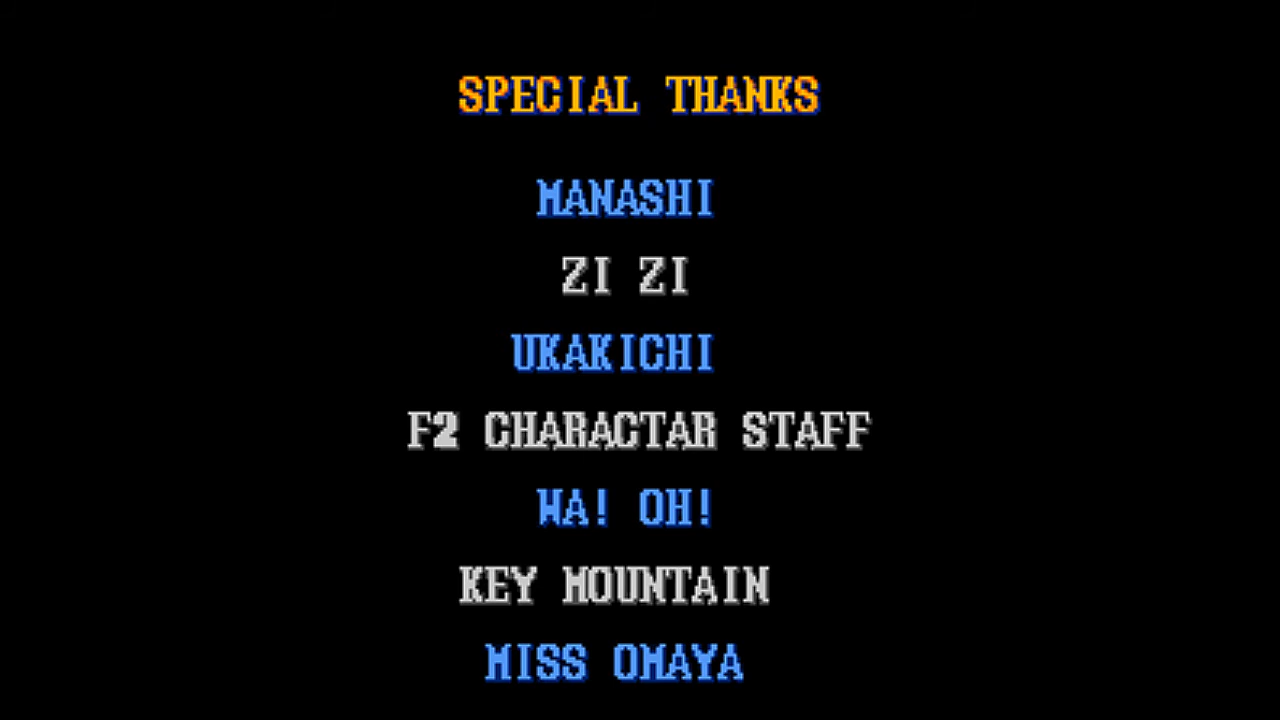 SPECIAL THANKS
MANASHI
ZI ZI
UKAKICHI
F2 CHARACTAR STAFF
WA! OH!
KEY MOUNTAIN
MISS OMAYA